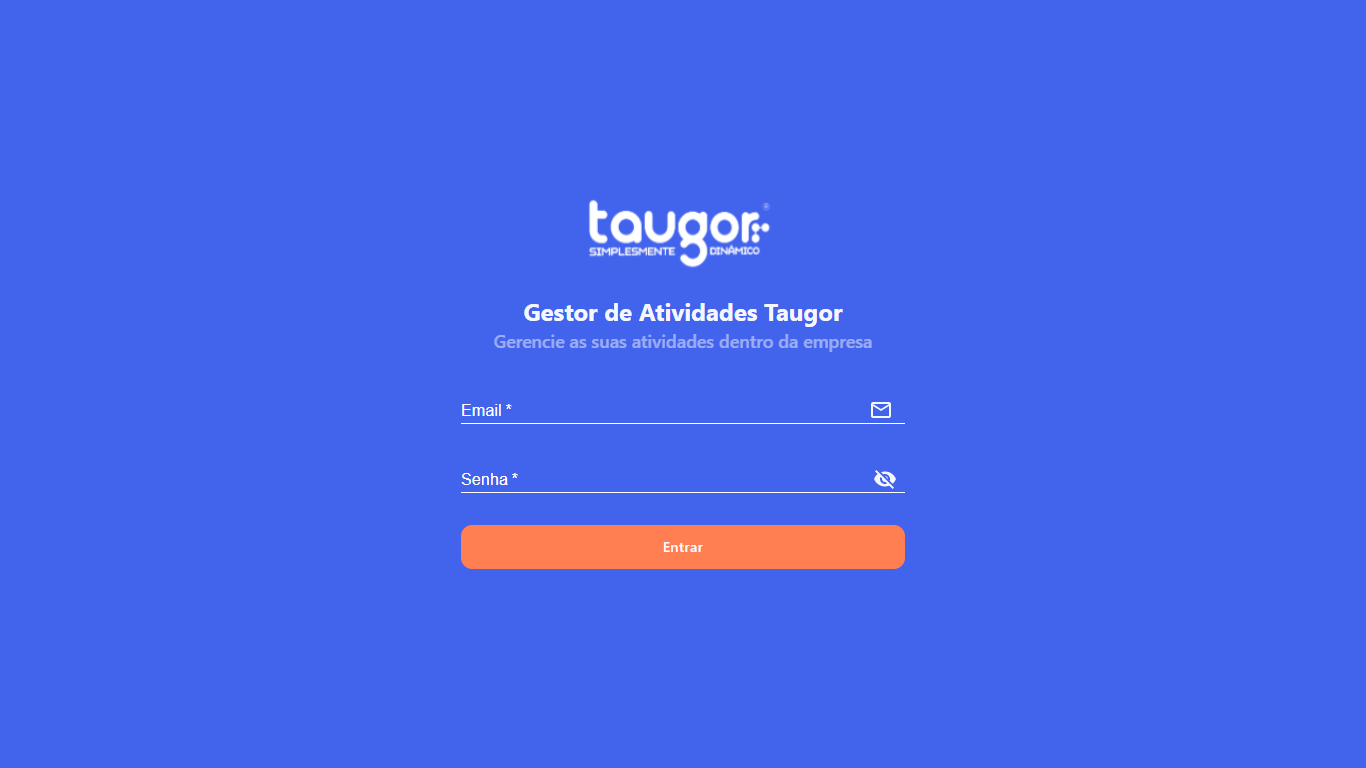 taugor ®
SIMPLESMENTE DINÂMICO
Gestor de Atividades Taugor
Gerencie as suas atividades dentro da empresa
Email *
Senha *
Entrar